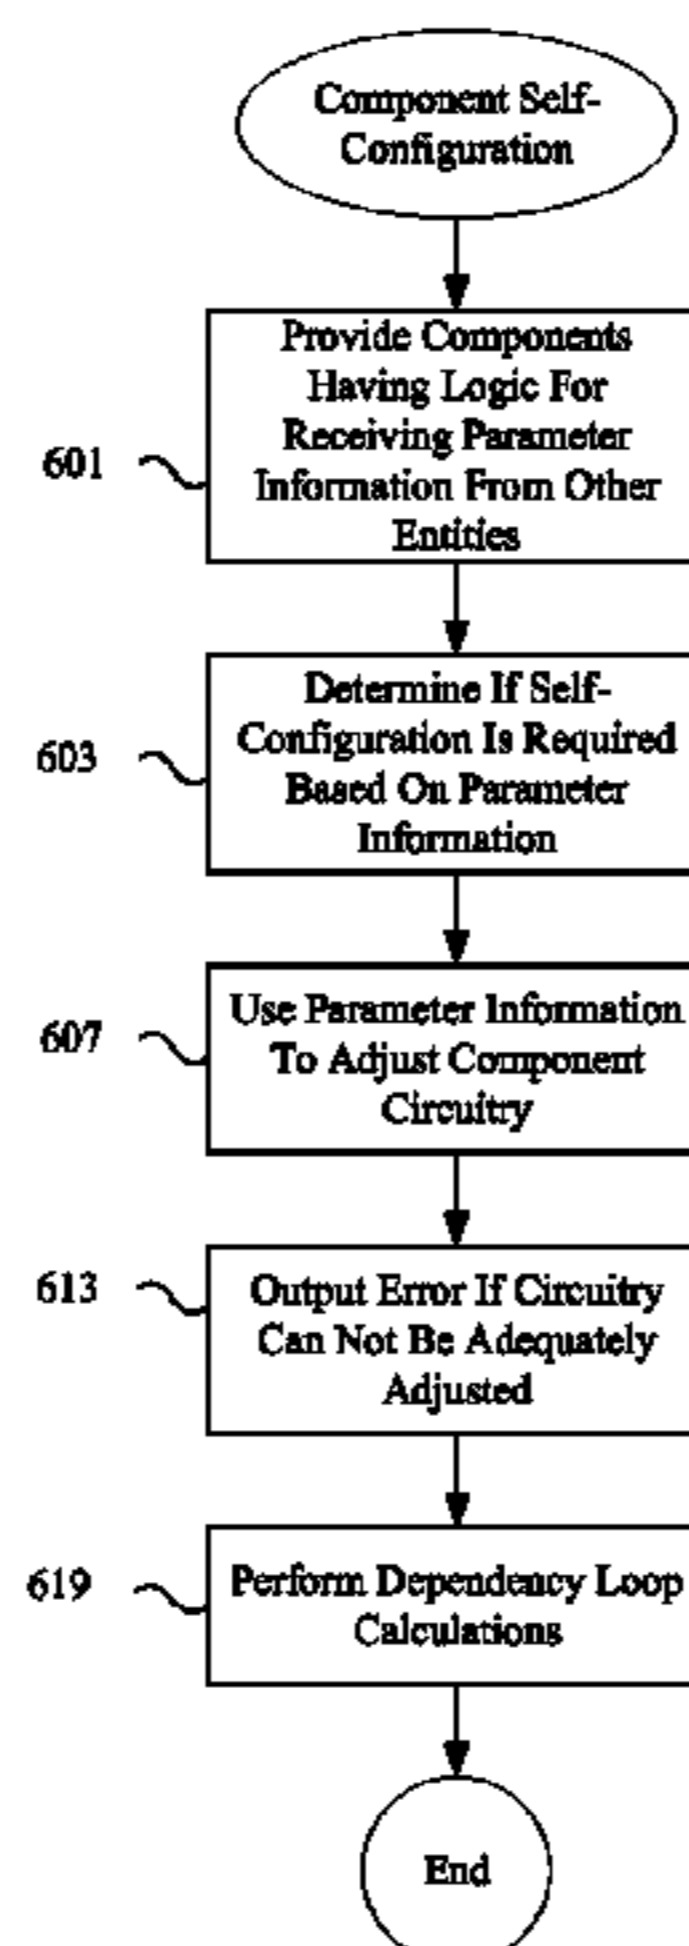 Component Self-
Configuration
Provide Components
Having Logic For
Receiving Parameter
Information From Other
Entities
601
Determine If Self-
Configuration Is Required
Based On Parameter
Information
603
Use Parameter Information
To Adjust Component
Circuitry
607
Output Error If Circuitry
Can Not Be Adequately
Adjusted
613
Perform Dependency Loop
Calculations
619
End